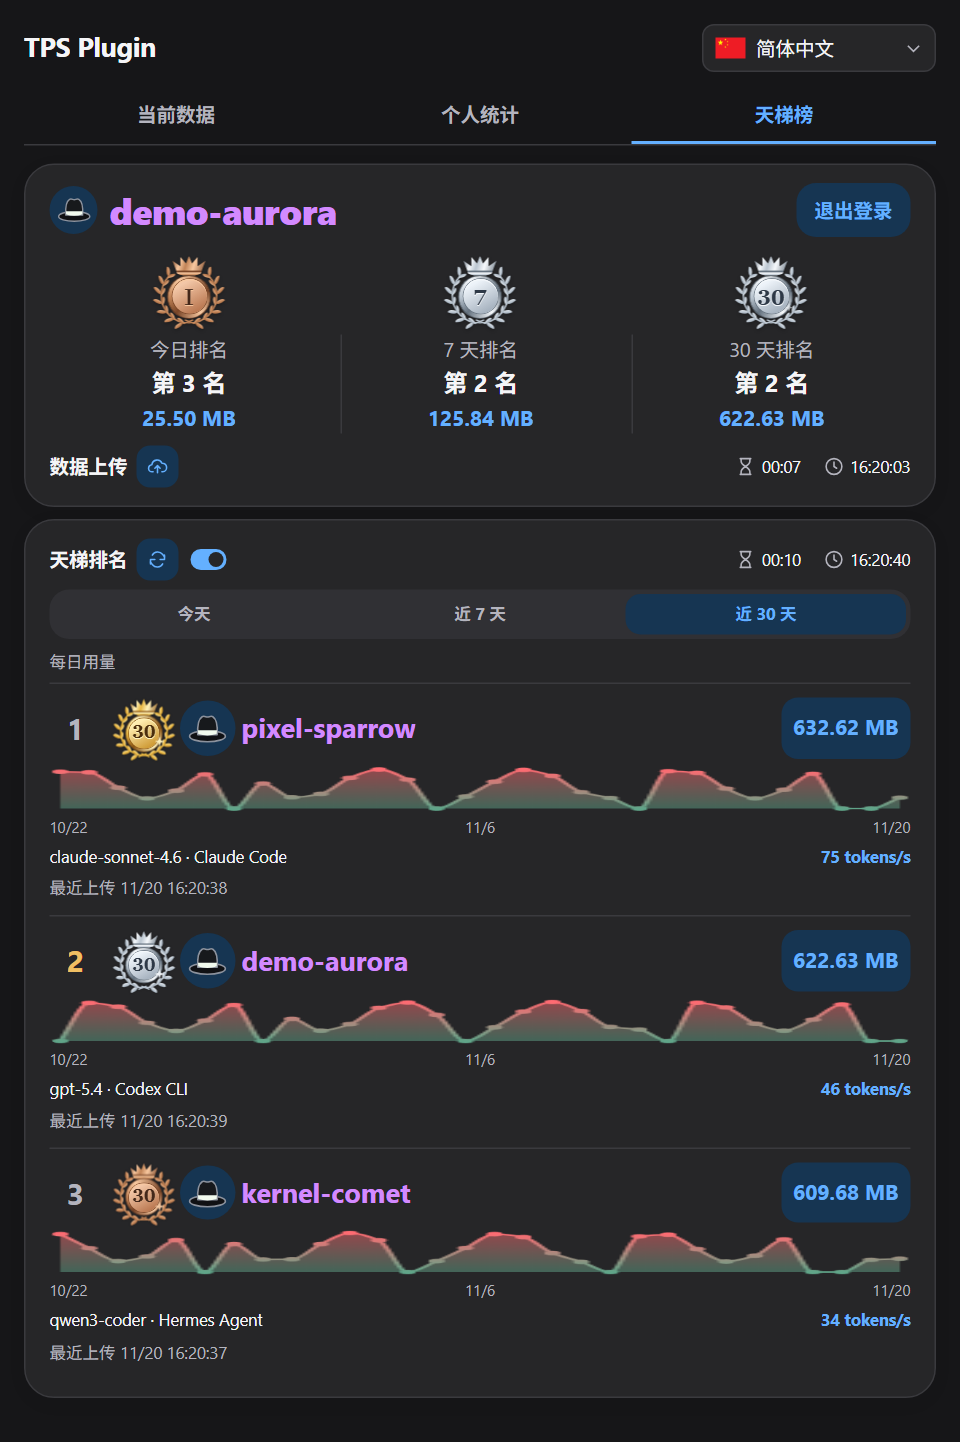 TPS Plugin
简体中文
当前数据 个人统计 天梯榜
demo-aurora
退出登录
I 7 30
今日排名 7 天排名 30 天排名
第 3 名 第 2 名 第 2 名
25.50 MB 125.84 MB 622.63 MB
数据上传 00:07 16:20:03
天梯排名 00:10 16:20:40
今天 近 7 天 近 30 天
每日用量
1 30 pixel-sparrow 632.62 MB
10/22 11/6 11/20
claude-sonnet-4.6 · Claude Code 75 tokens/s
最近上传 11/20 16:20:38
2 30 demo-aurora 622.63 MB
10/22 11/6 11/20
gpt-5.4 · Codex CLI 46 tokens/s
最近上传 11/20 16:20:39
3 30 kernel-comet 609.68 MB
10/22 11/6 11/20
qwen3-coder · Hermes Agent 34 tokens/s
最近上传 11/20 16:20:37